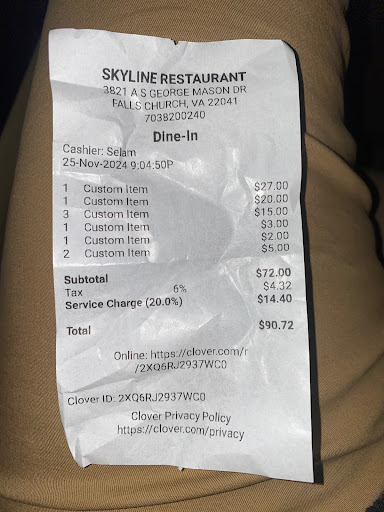 SKYLINE RESTAURANT
3821 A S GEORGE MASON DR
FALLS CHURCH, VA 22041
7038200240
Dine-In
Cashier: Selam
25-Nov-2024 9:04:50P
1 Custom Item $27.00
1 Custom Item $20.00
3 Custom Item $15.00
1 Custom Item $3.00
1 Custom Item $2.00
2 Custom Item $5.00
Subtotal $72.00
Tax 6% $4.32
Service Charge (20.0%) $14.40
Total $90.72
Online: https://clover.com/r
/2XQ6RJ2937WC0
Clover ID: 2XQ6RJ2937WC0
Clover Privacy Policy
https://clover.com/privacy